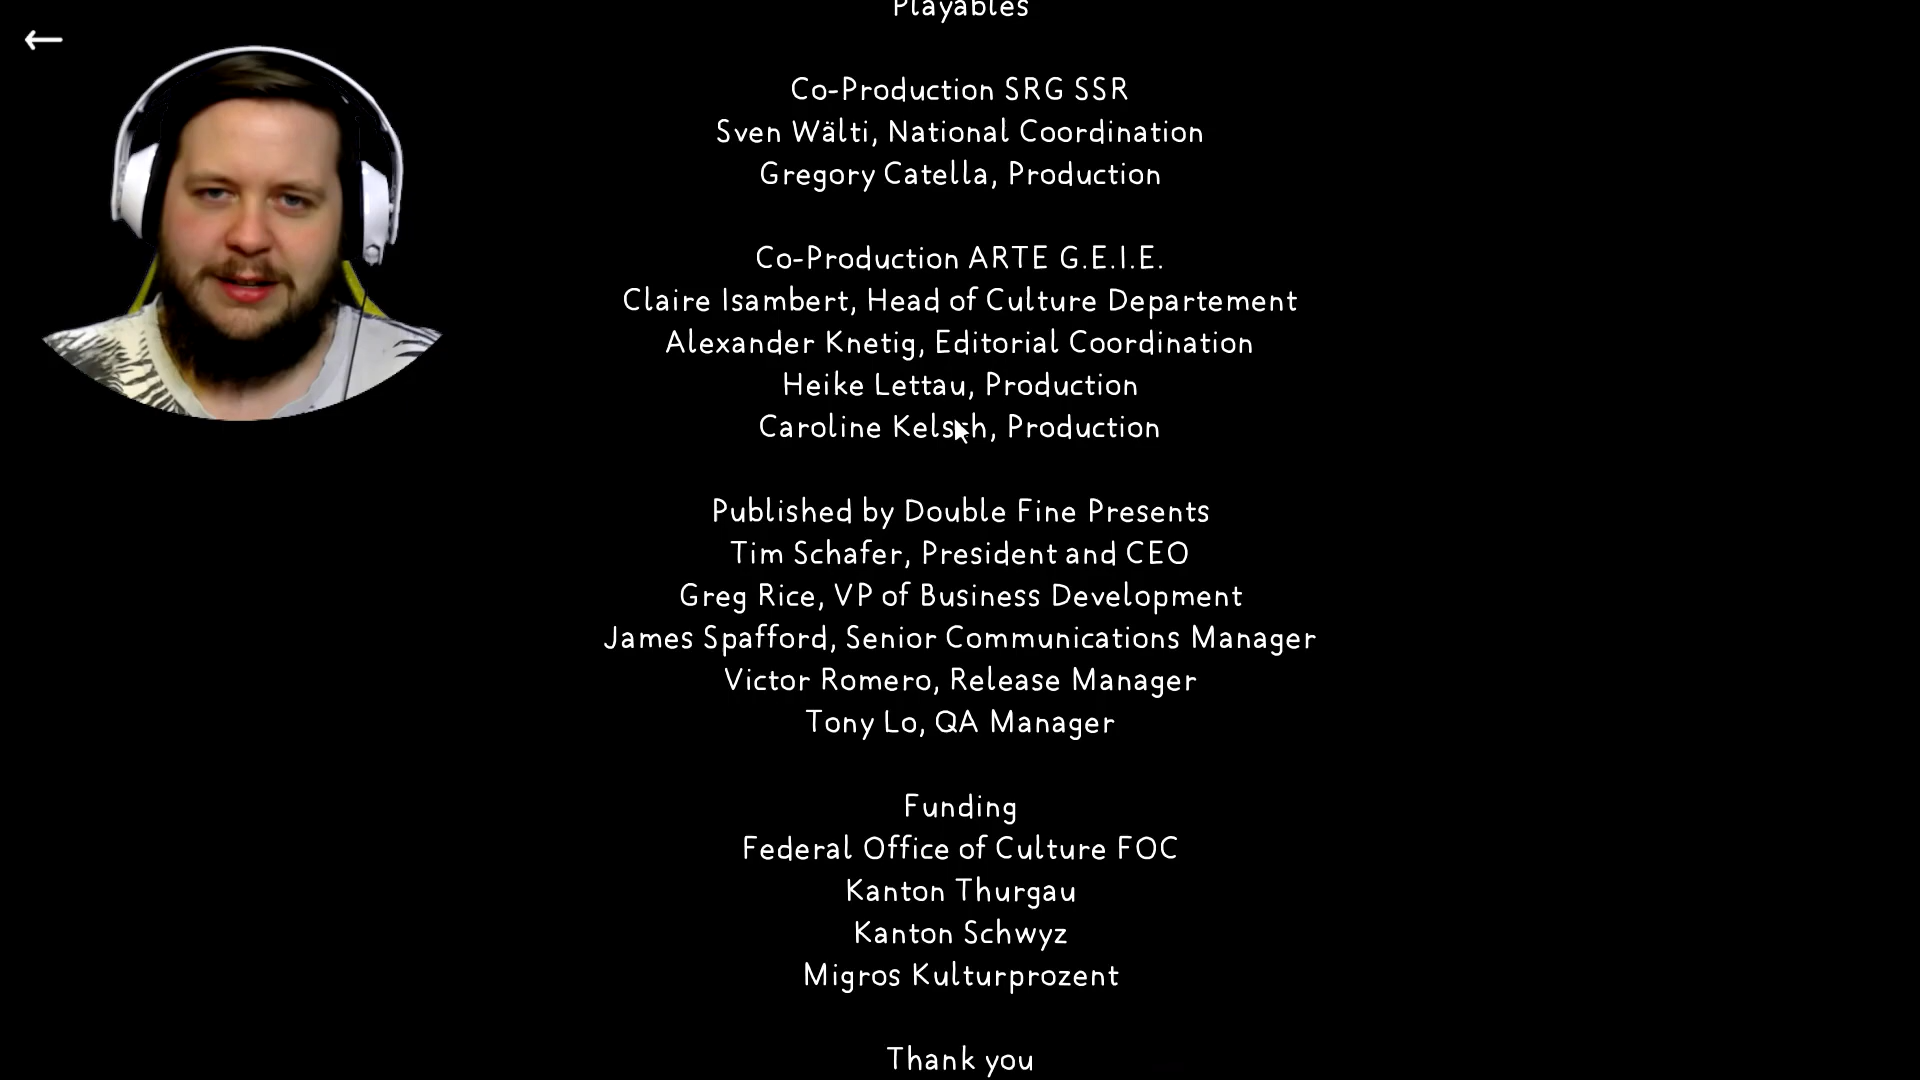 Playables
Co-Production SRG SSR
Sven Wälti, National Coordination
Gregory Catella, Production
Co-Production ARTE G.E.I.E.
Claire Isambert, Head of Culture Departement
Alexander Knetig, Editorial Coordination
Heike Lettau, Production
Caroline Kelsch, Production
Published by Double Fine Presents
Tim Schafer, President and CEO
Greg Rice, VP of Business Development
James Spafford, Senior Communications Manager
Victor Romero, Release Manager
Tony Lo, QA Manager
Funding
Federal Office of Culture FOC
Kanton Thurgau
Kanton Schwyz
Migros Kulturprozent
Thank you